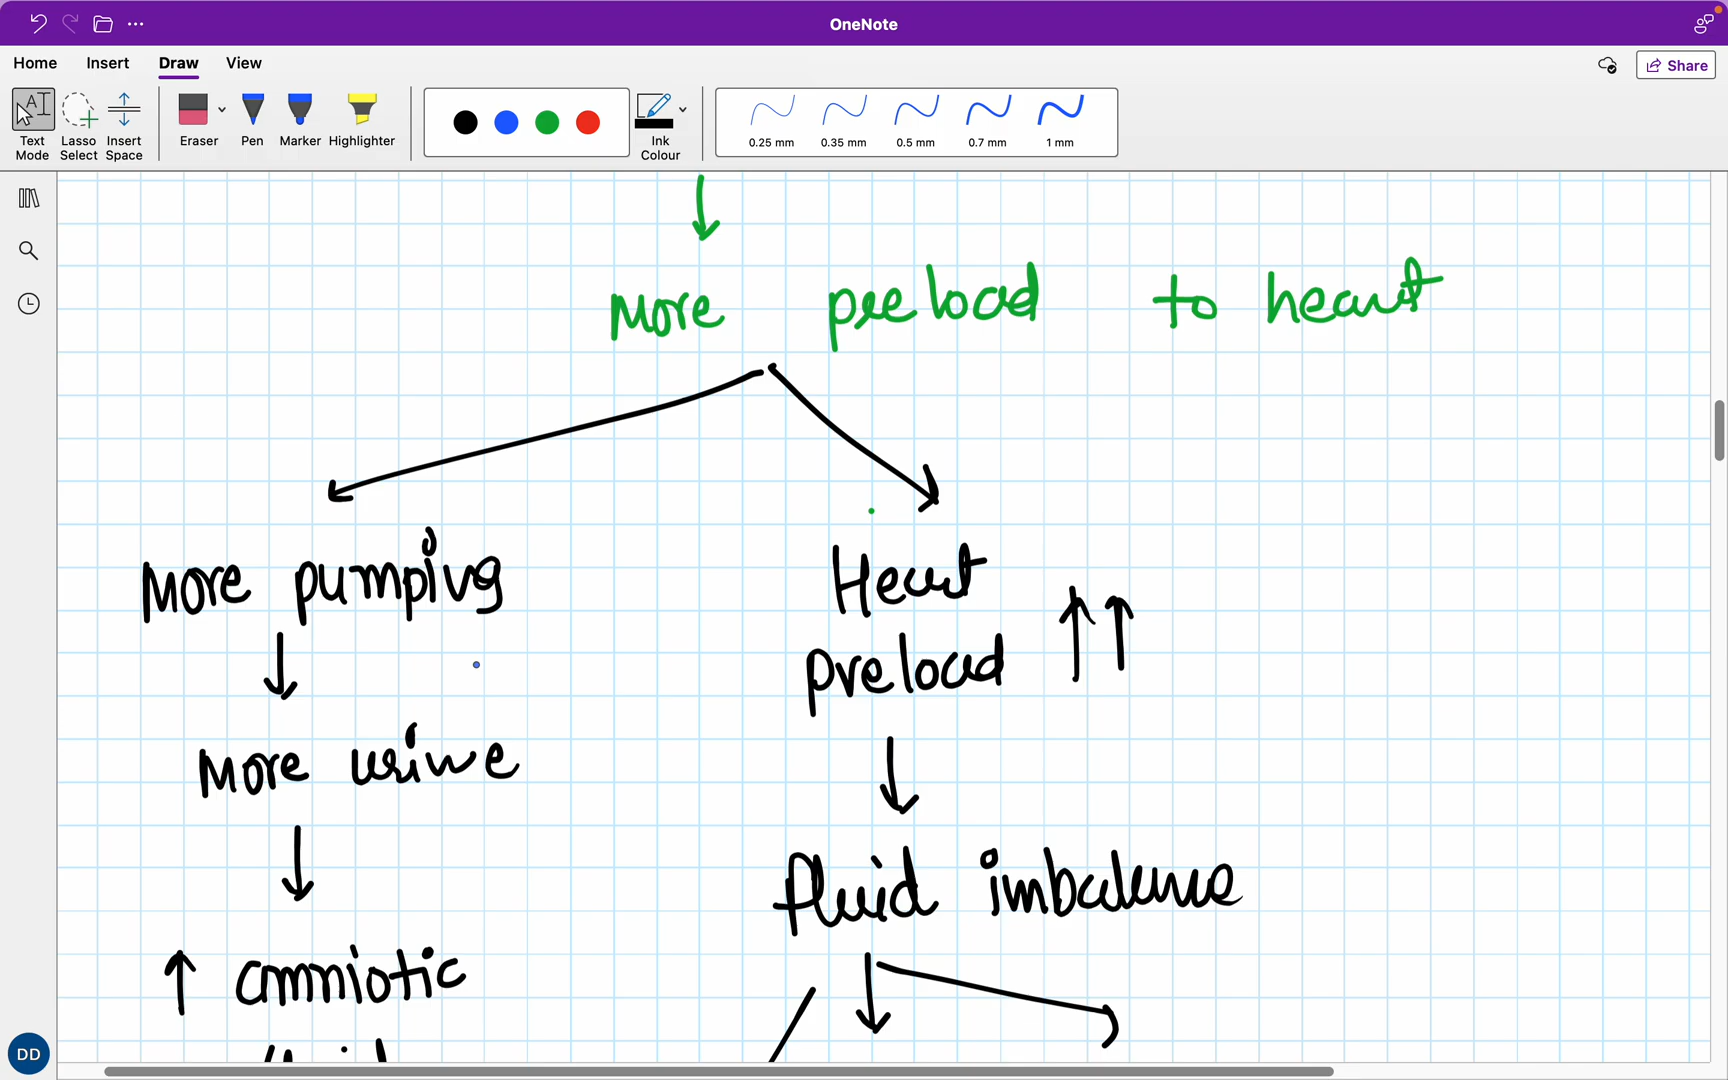 OneNote
Home Insert Draw View
Share
Text Mode
Lasso Select
Insert Space
Eraser
Pen
Marker
Highlighter
Ink Colour
0.25 mm
0.35 mm
0.5 mm
0.7 mm
1 mm
More preload to heart
More pumping
Heart
preload ↑↑
More urine
fluid imbalance
↑ amniotic
DD